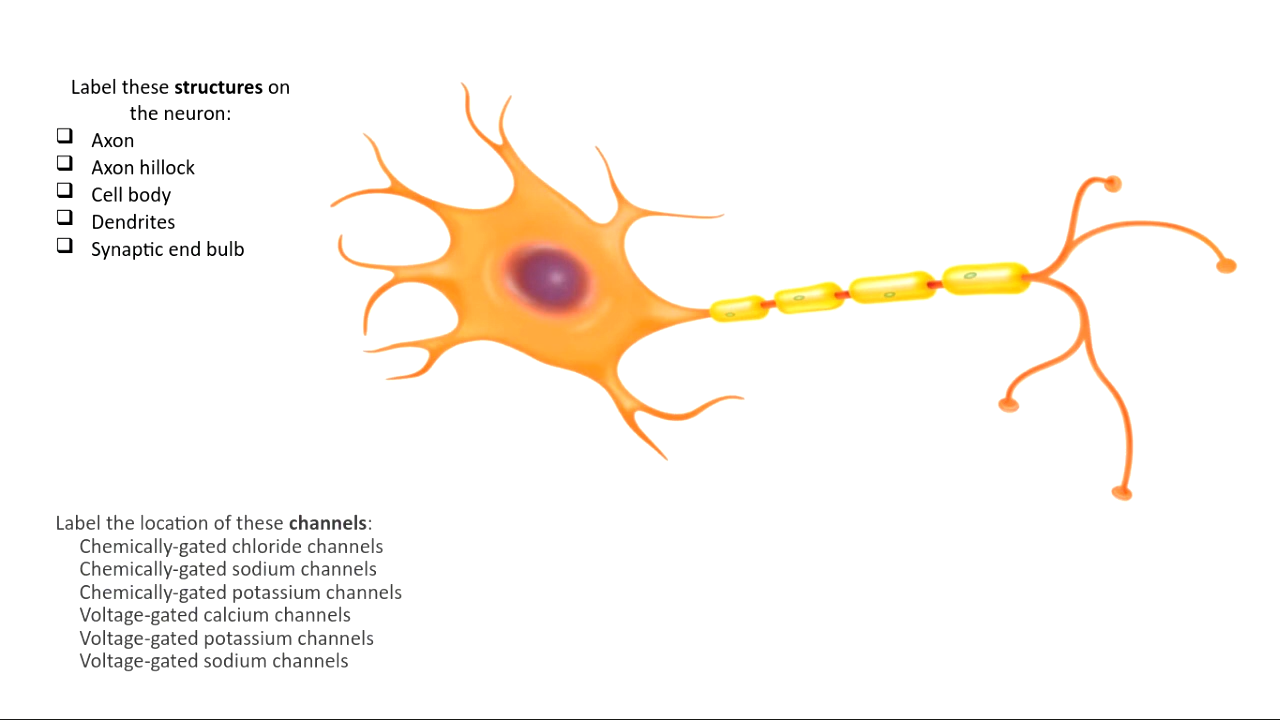 Label these structures on
the neuron:
Axon
Axon hillock
Cell body
Dendrites
Synaptic end bulb
Label the location of these channels:
Chemically-gated chloride channels
Chemically-gated sodium channels
Chemically-gated potassium channels
Voltage-gated calcium channels
Voltage-gated potassium channels
Voltage-gated sodium channels